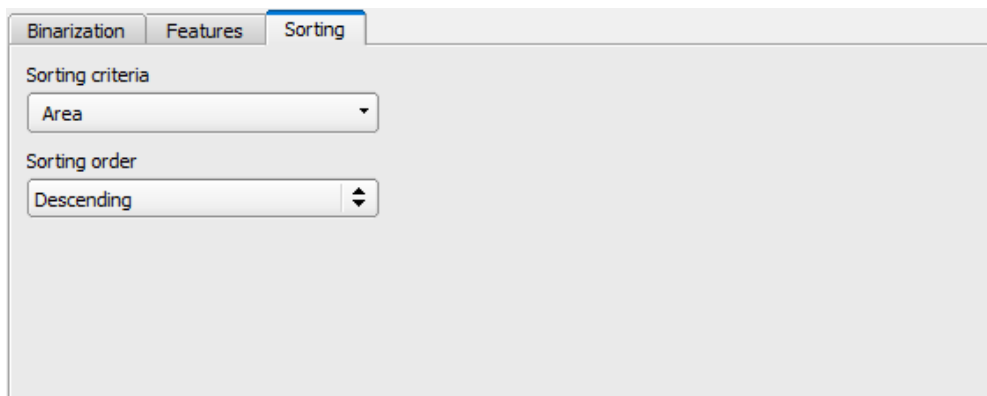 Binarization Features Sorting
Sorting criteria
Area
Sorting order
Descending